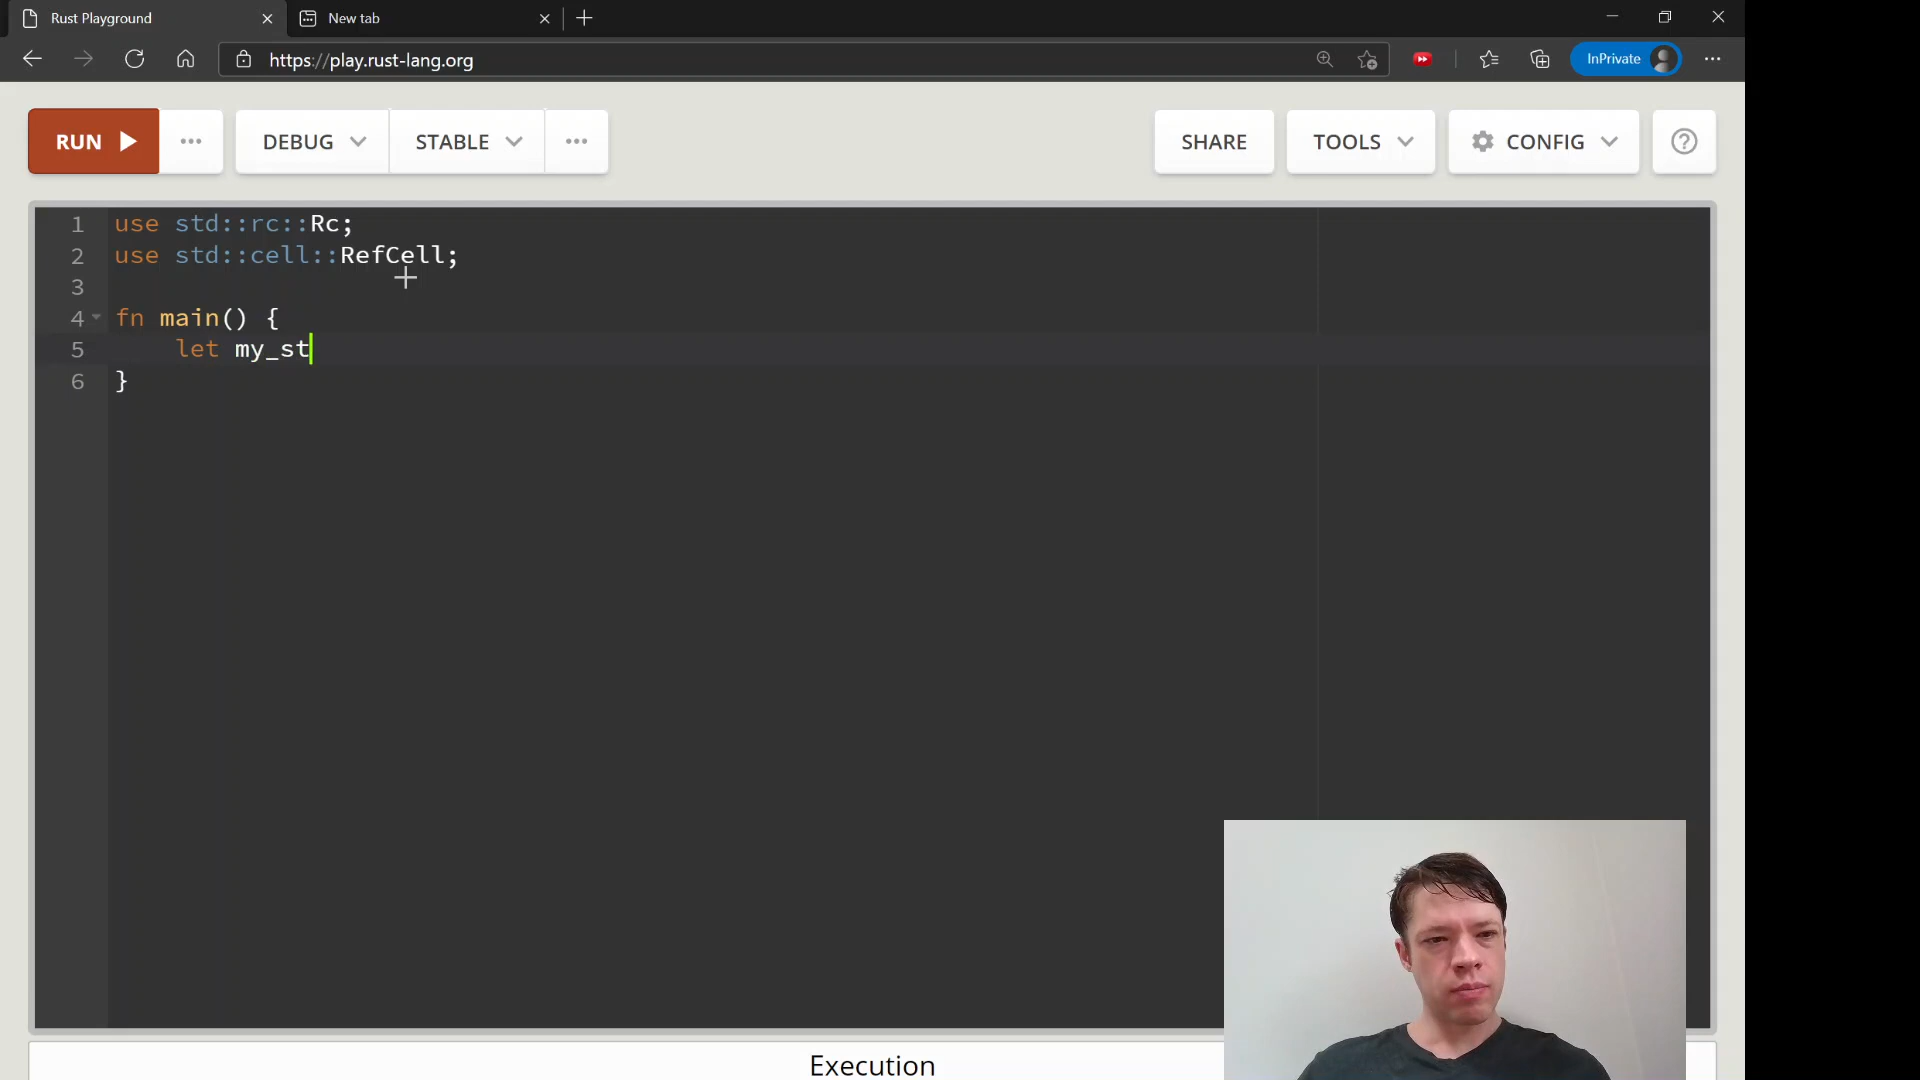 Rust Playground
New tab
https://play.rust-lang.org
InPrivate
RUN
DEBUG
STABLE
SHARE
TOOLS
CONFIG
1 use std::rc::Rc;
2 use std::cell::RefCell;
3
4 fn main() {
5 let my_st
6 }
Execution